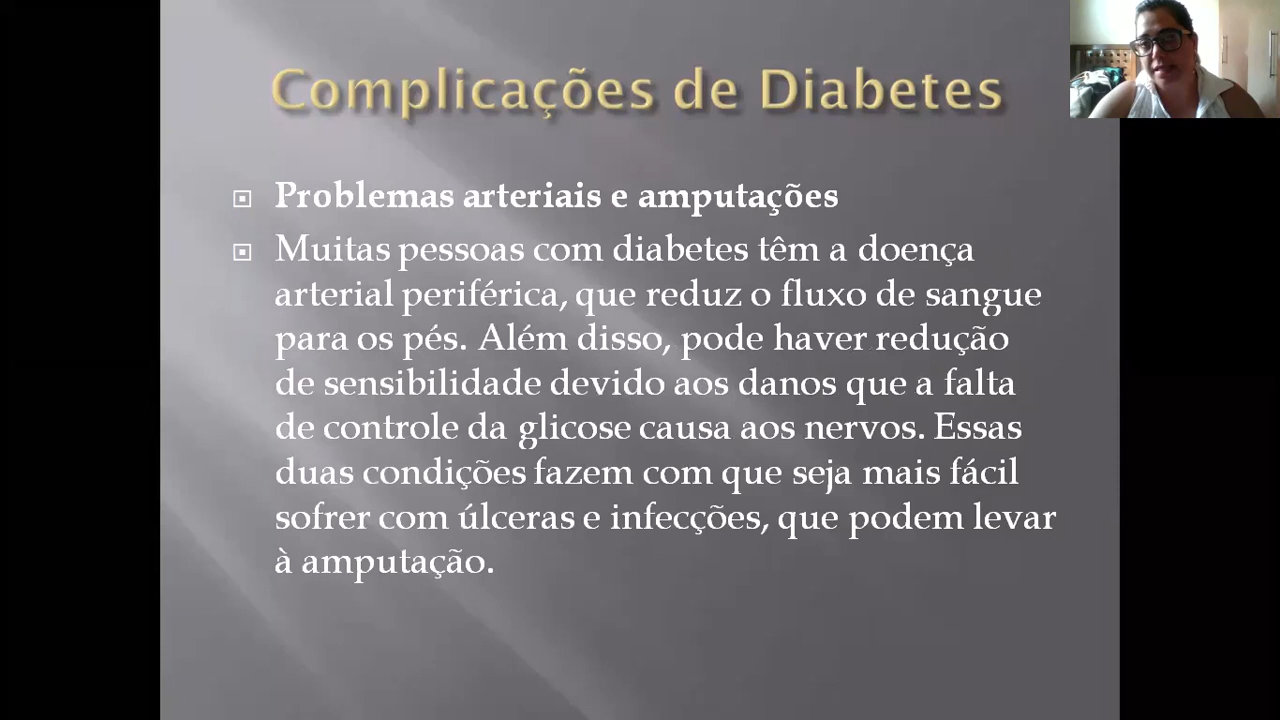 Complicações de Diabetes
Problemas arteriais e amputações
Muitas pessoas com diabetes têm a doença
arterial periférica, que reduz o fluxo de sangue
para os pés. Além disso, pode haver redução
de sensibilidade devido aos danos que a falta
de controle da glicose causa aos nervos. Essas
duas condições fazem com que seja mais fácil
sofrer com úlceras e infecções, que podem levar
à amputação.